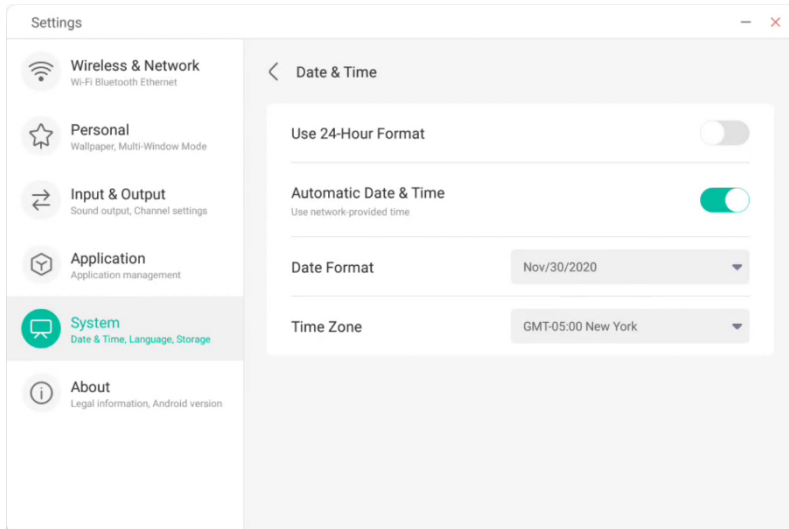 Settings
Wireless & Network
Wi-Fi Bluetooth Ethernet
Personal
Wallpaper, Multi-Window Mode
Input & Output
Sound output, Channel settings
Application
Application management
System
Date & Time, Language, Storage
About
Legal information, Android version
Date & Time
Use 24-Hour Format
Automatic Date & Time
Use network-provided time
Date Format
Nov/30/2020
Time Zone
GMT-05:00 New York